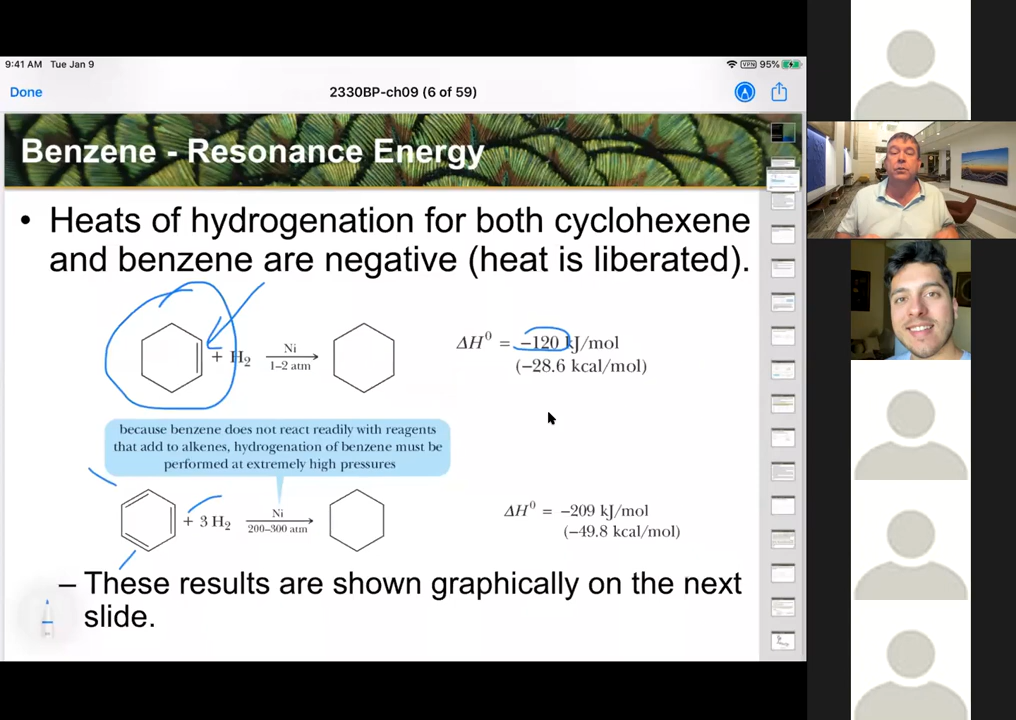 9:41 AM Tue Jan 9
VPN 95%
Done
2330BP-ch09 (6 of 59)
Benzene - Resonance Energy
• Heats of hydrogenation for both cyclohexene
and benzene are negative (heat is liberated).
+ H₂
Ni
1–2 atm
ΔH⁰ = –120 kJ/mol
(–28.6 kcal/mol)
because benzene does not react readily with reagents
that add to alkenes, hydrogenation of benzene must be
performed at extremely high pressures
+ 3 H₂
Ni
200–300 atm
ΔH⁰ = –209 kJ/mol
(–49.8 kcal/mol)
– These results are shown graphically on the next
slide.